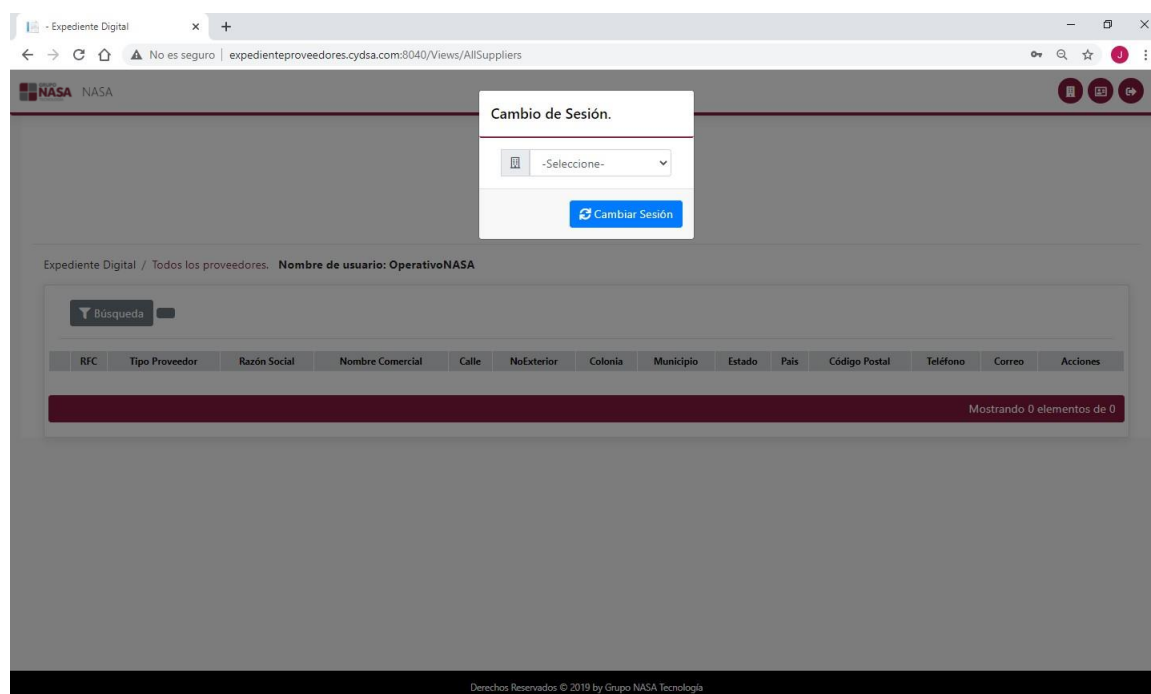 - Expediente Digital
No es seguro | expedienteproveedores.cydsa.com:8040/Views/AllSuppliers
J
NASA NASA
Cambio de Sesión.
-Seleccione-
Cambiar Sesión
Expediente Digital / Todos los proveedores. Nombre de usuario: OperativoNASA
Búsqueda
RFC Tipo Proveedor Razón Social Nombre Comercial Calle NoExterior Colonia Municipio Estado Pais Código Postal Teléfono Correo Acciones
Mostrando 0 elementos de 0
Derechos Reservados © 2019 by Grupo NASA Tecnología